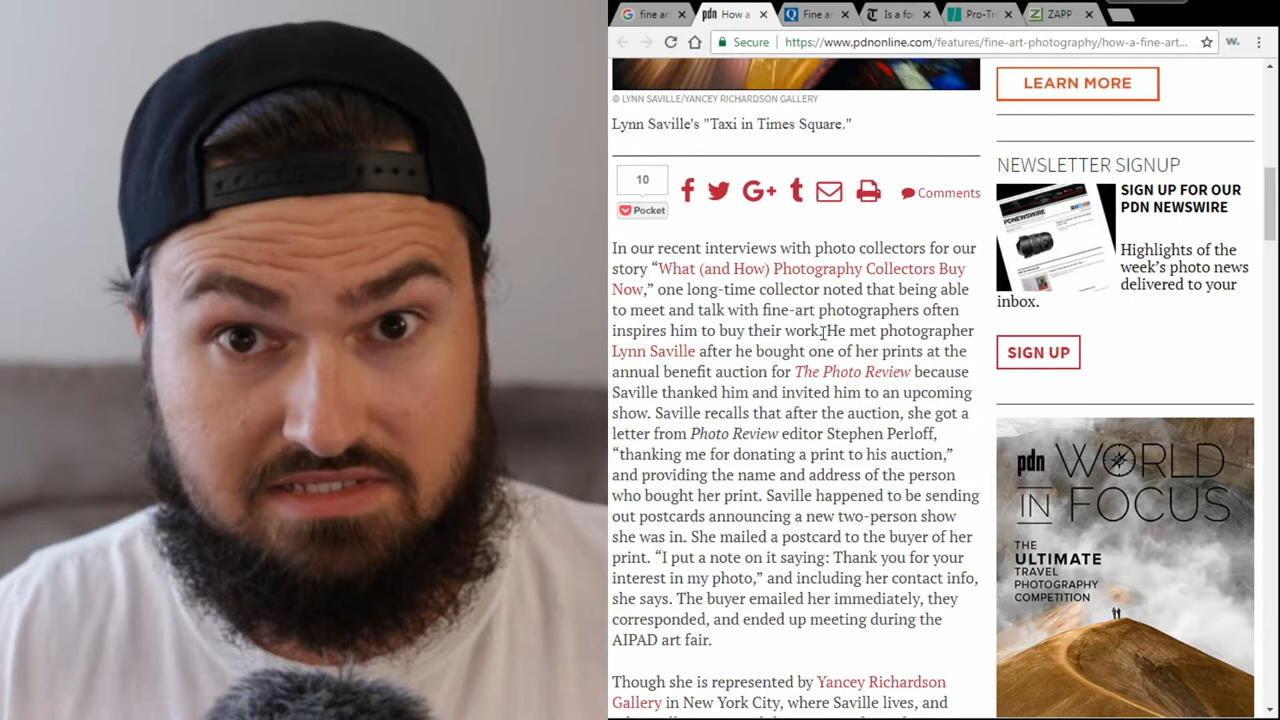 fine ar
pdn How a
Fine ar
Is a for
Pro-Tr
ZAPP
Secure
https://www.pdnonline.com/features/fine-art-photography/how-a-fine-art...
W.
© LYNN SAVILLE/YANCEY RICHARDSON GALLERY
Lynn Saville's "Taxi in Times Square."
10
Pocket
Comments
In our recent interviews with photo collectors for our
story “What (and How) Photography Collectors Buy
Now,” one long-time collector noted that being able
to meet and talk with fine-art photographers often
inspires him to buy their work. He met photographer
Lynn Saville after he bought one of her prints at the
annual benefit auction for The Photo Review because
Saville thanked him and invited him to an upcoming
show. Saville recalls that after the auction, she got a
letter from Photo Review editor Stephen Perloff,
“thanking me for donating a print to his auction,”
and providing the name and address of the person
who bought her print. Saville happened to be sending
out postcards announcing a new two-person show
she was in. She mailed a postcard to the buyer of her
print. “I put a note on it saying: Thank you for your
interest in my photo,” and including her contact info,
she says. The buyer emailed her immediately, they
corresponded, and ended up meeting during the
AIPAD art fair.
Though she is represented by Yancey Richardson
Gallery in New York City, where Saville lives, and
LEARN MORE
NEWSLETTER SIGNUP
PDNEWSWIRE
SIGN UP FOR OUR
PDN NEWSWIRE
Highlights of the
week’s photo news
delivered to your
inbox.
SIGN UP
pdn WORLD
IN FOCUS
THE
ULTIMATE
TRAVEL
PHOTOGRAPHY
COMPETITION